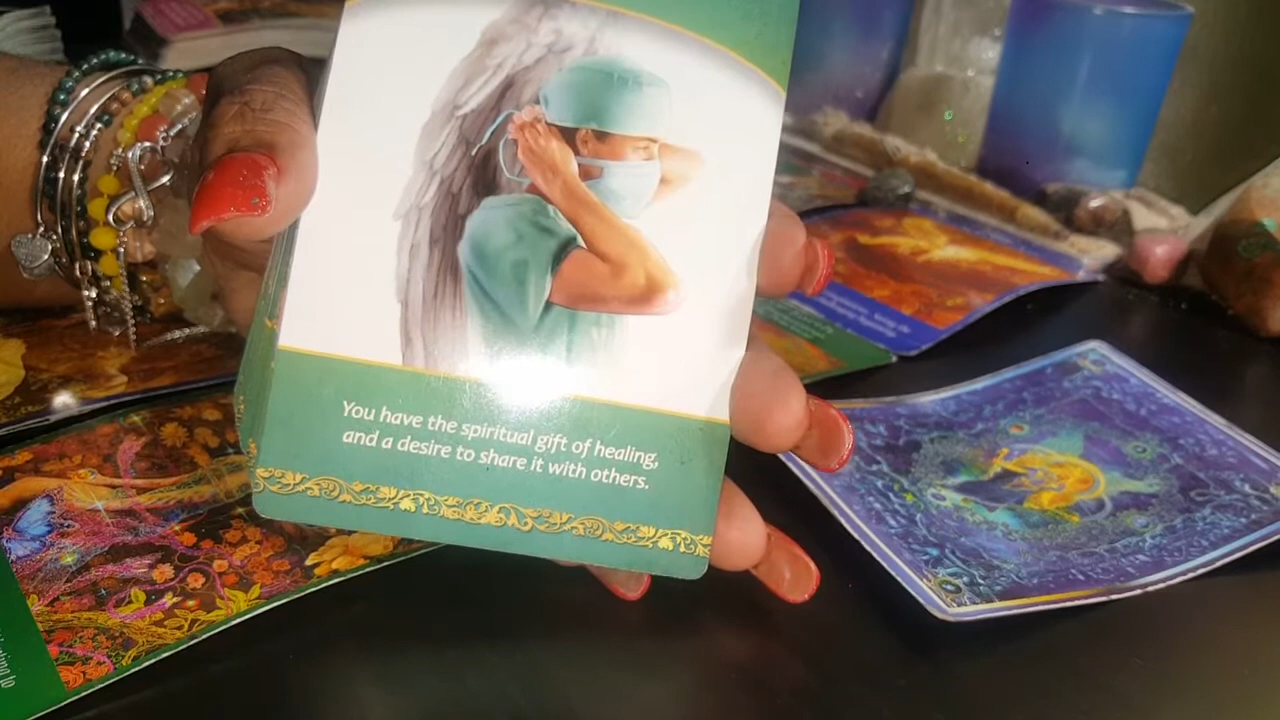 You have the spiritual gift of healing,
and a desire to share it with others.